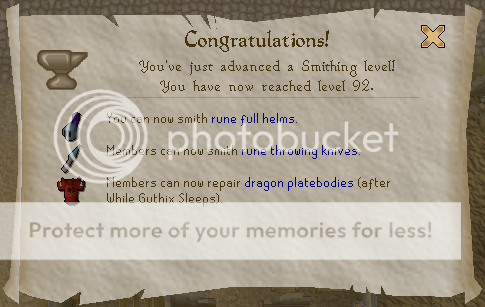 Congratulations!
You've just advanced a Smithing level!
You have now reached level 92.
You can now smith rune full helms.
Members can now smith rune throwing knives.
Members can now repair dragon platebodies (after
While Guthix Sleeps).
photobucket
Protect more of your memories for less!